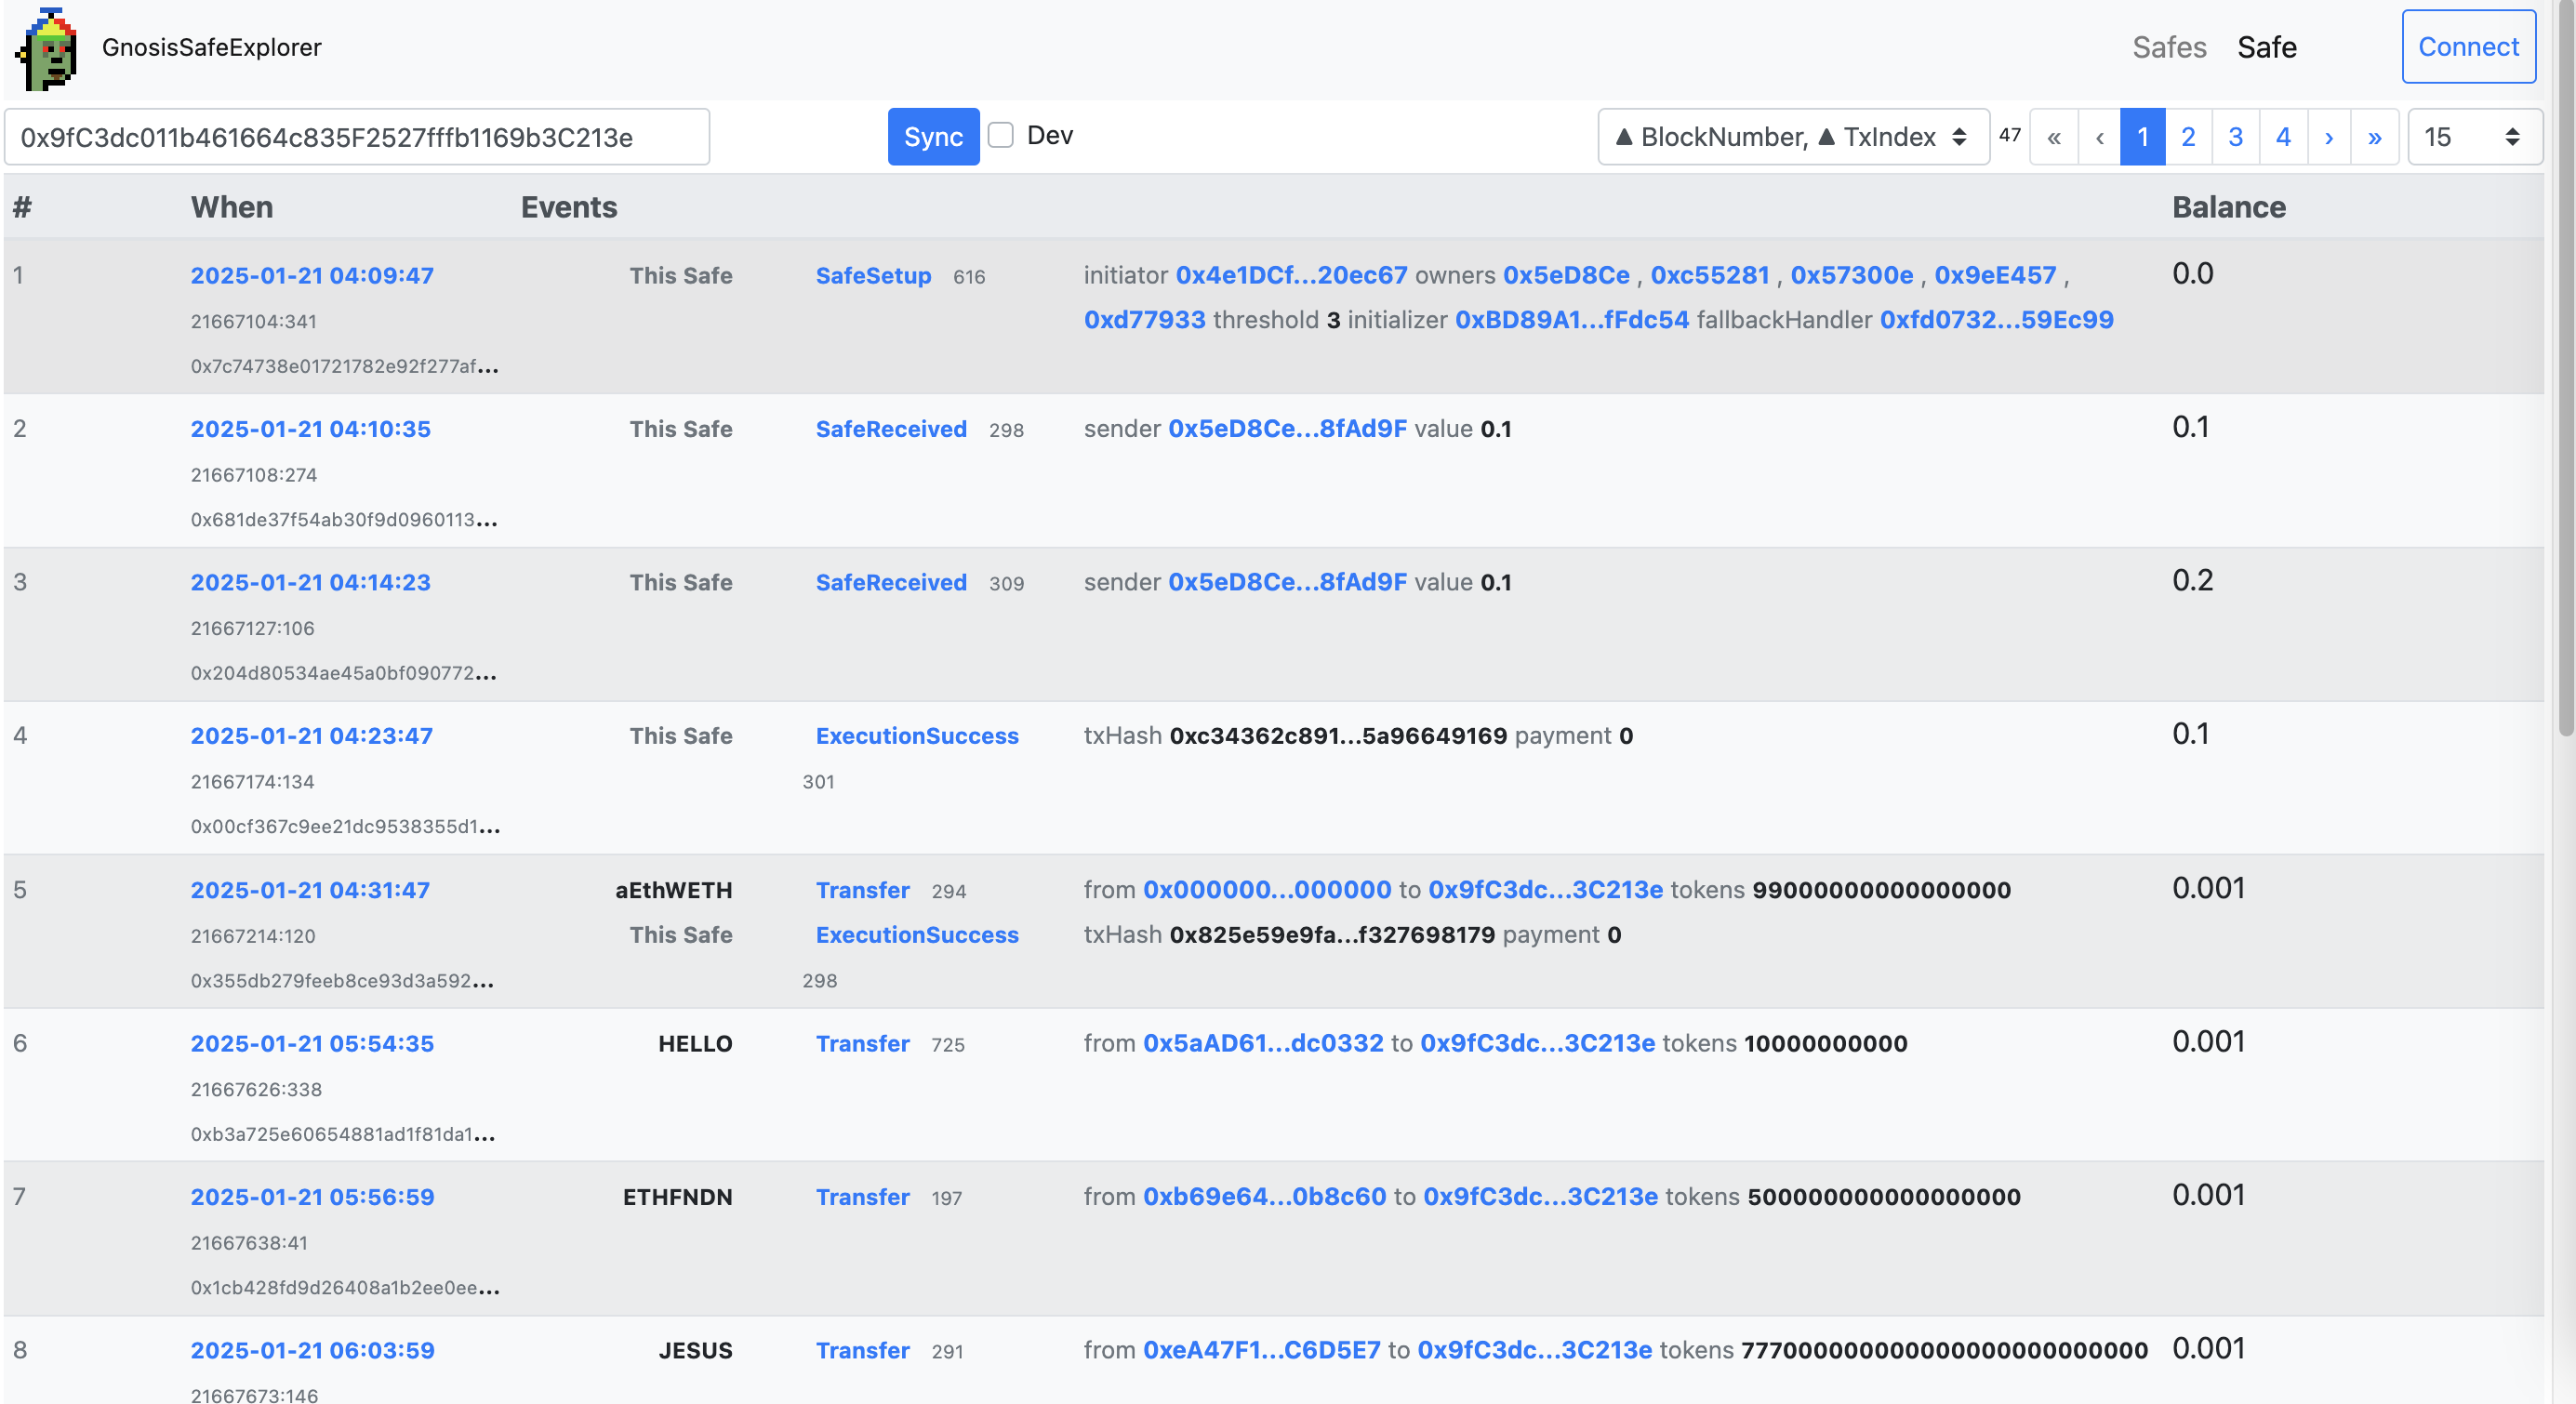 GnosisSafeExplorer
Safes Safe Connect
0x9fC3dc011b461664c835F2527fffb1169b3C213e Sync Dev ▲ BlockNumber, ▲ TxIndex 47 « ‹ 1 2 3 4 › » 15
# When Events Balance
1 2025-01-21 04:09:47 This Safe SafeSetup 616 initiator 0x4e1DCf...20ec67 owners 0x5eD8Ce , 0xc55281 , 0x57300e , 0x9eE457 , 0.0
21667104:341 0xd77933 threshold 3 initializer 0xBD89A1...fFdc54 fallbackHandler 0xfd0732...59Ec99
0x7c74738e01721782e92f277af...
2 2025-01-21 04:10:35 This Safe SafeReceived 298 sender 0x5eD8Ce...8fAd9F value 0.1 0.1
21667108:274
0x681de37f54ab30f9d0960113...
3 2025-01-21 04:14:23 This Safe SafeReceived 309 sender 0x5eD8Ce...8fAd9F value 0.1 0.2
21667127:106
0x204d80534ae45a0bf090772...
4 2025-01-21 04:23:47 This Safe ExecutionSuccess txHash 0xc34362c891...5a96649169 payment 0 0.1
21667174:134 301
0x00cf367c9ee21dc9538355d1...
5 2025-01-21 04:31:47 aEthWETH Transfer 294 from 0x000000...000000 to 0x9fC3dc...3C213e tokens 99000000000000000 0.001
21667214:120 This Safe ExecutionSuccess txHash 0x825e59e9fa...f327698179 payment 0
0x355db279feeb8ce93d3a592... 298
6 2025-01-21 05:54:35 HELLO Transfer 725 from 0x5aAD61...dc0332 to 0x9fC3dc...3C213e tokens 10000000000 0.001
21667626:338
0xb3a725e60654881ad1f81da1...
7 2025-01-21 05:56:59 ETHFNDN Transfer 197 from 0xb69e64...0b8c60 to 0x9fC3dc...3C213e tokens 500000000000000000 0.001
21667638:41
0x1cb428fd9d26408a1b2ee0ee...
8 2025-01-21 06:03:59 JESUS Transfer 291 from 0xeA47F1...C6D5E7 to 0x9fC3dc...3C213e tokens 777000000000000000000000000 0.001
21667673:146